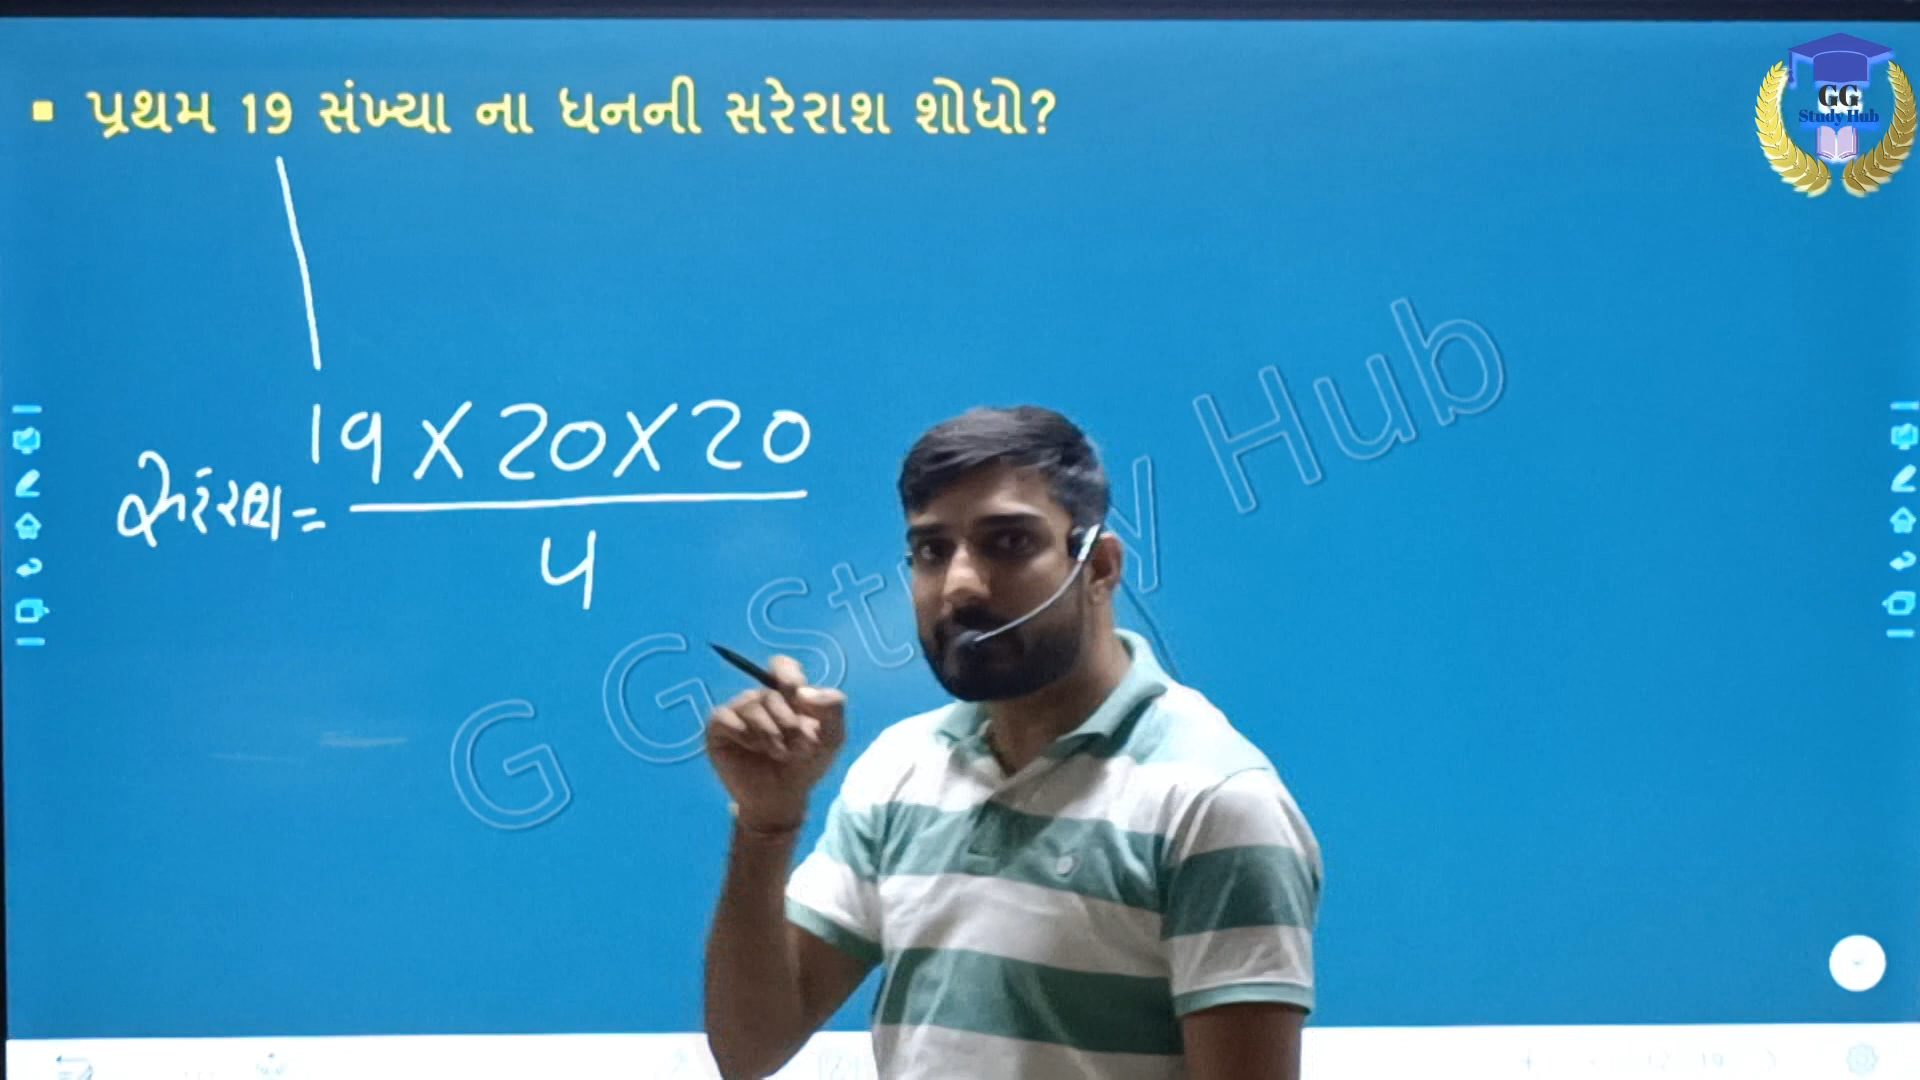 ▪ પ્રથમ 19 સંખ્યા ના ઘનની સરેરાશ શોધો?
GG
Study Hub
19 X 20 X 20
સરેરાશ =
4
G G Study Hub